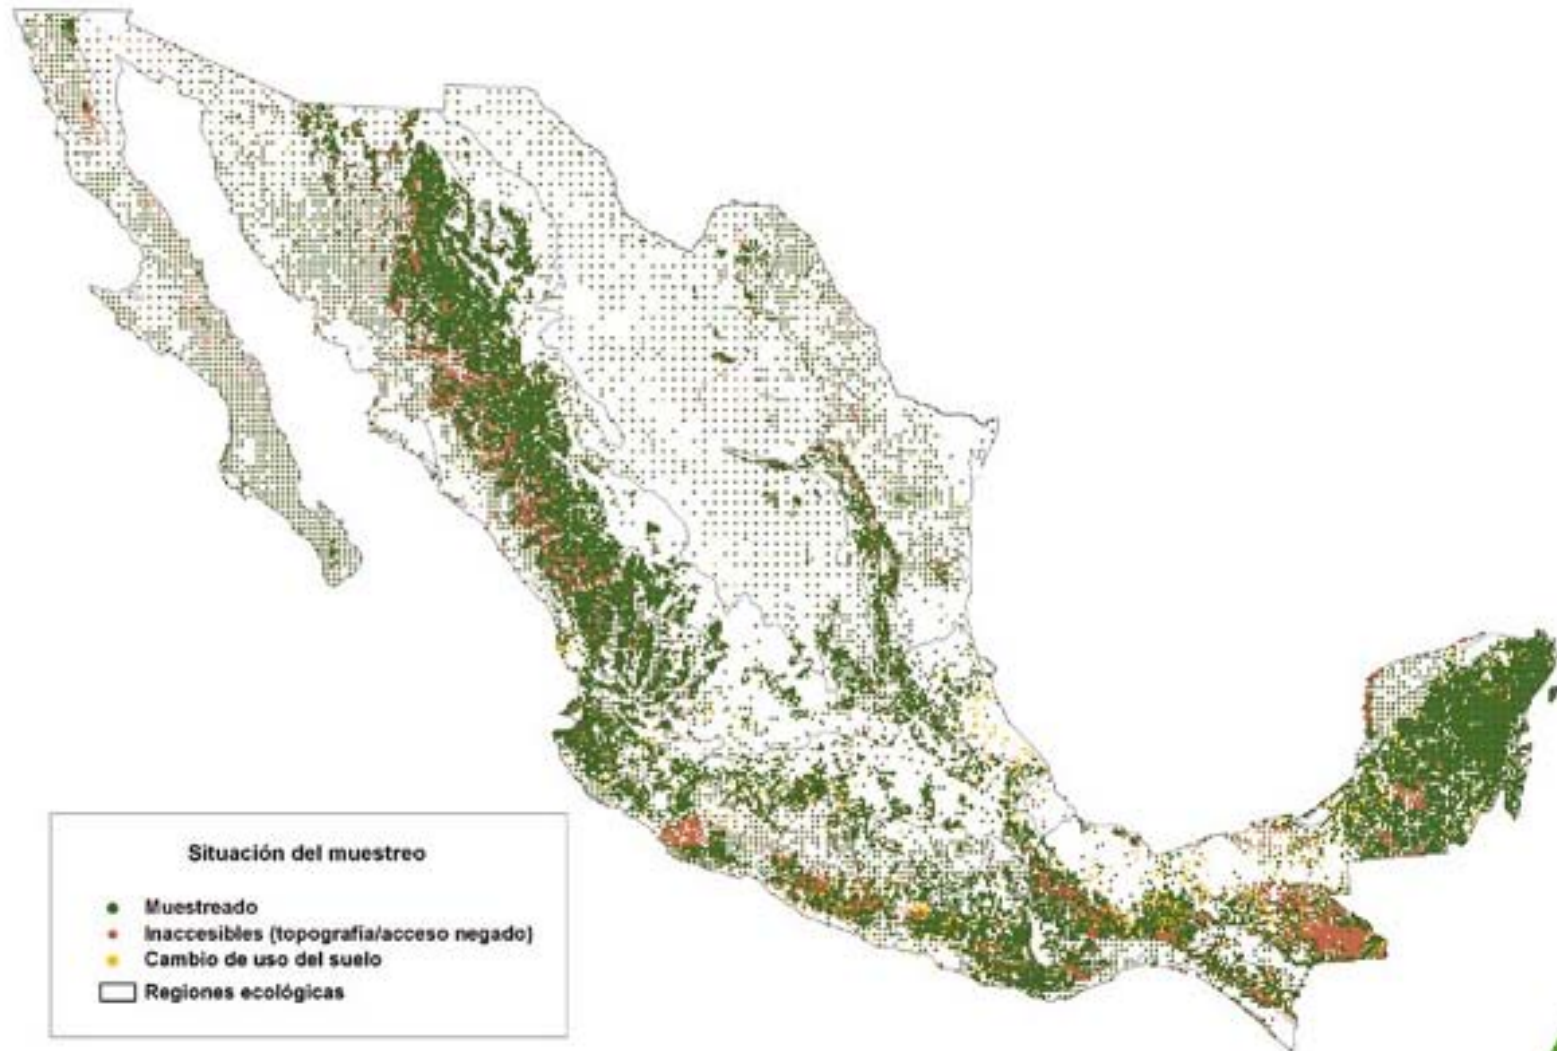 Situación del muestreo
Muestreado
Inaccesibles (topografía/acceso negado)
Cambio de uso del suelo
Regiones ecológicas